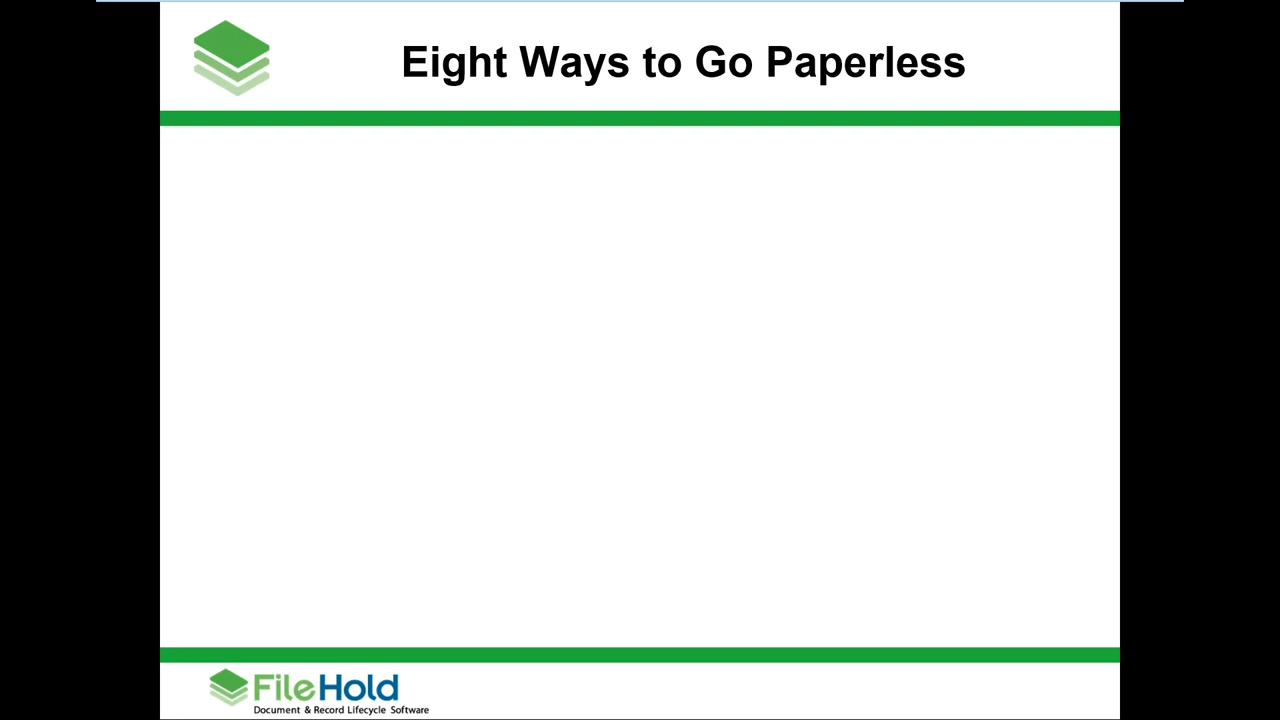 Eight Ways to Go Paperless
FileHold
Document & Record Lifecycle Software